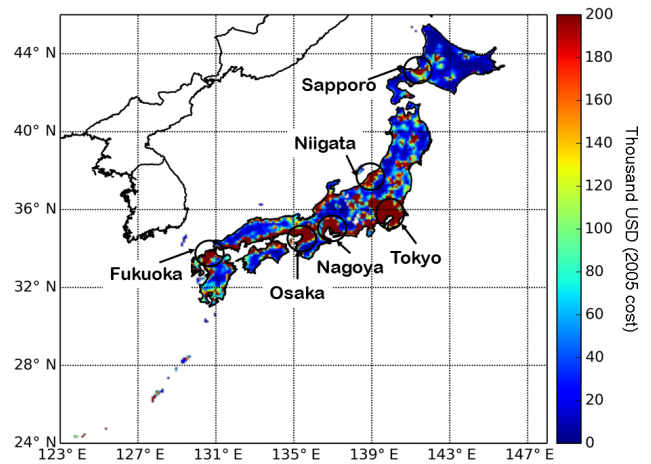 44° N
40° N
36° N
32° N
28° N
24° N
123° E
127° E
131° E
135° E
139° E
143° E
147° E
Sapporo
Niigata
Tokyo
Nagoya
Osaka
Fukuoka
200
180
160
140
120
100
80
60
40
20
0
Thousand USD (2005 cost)